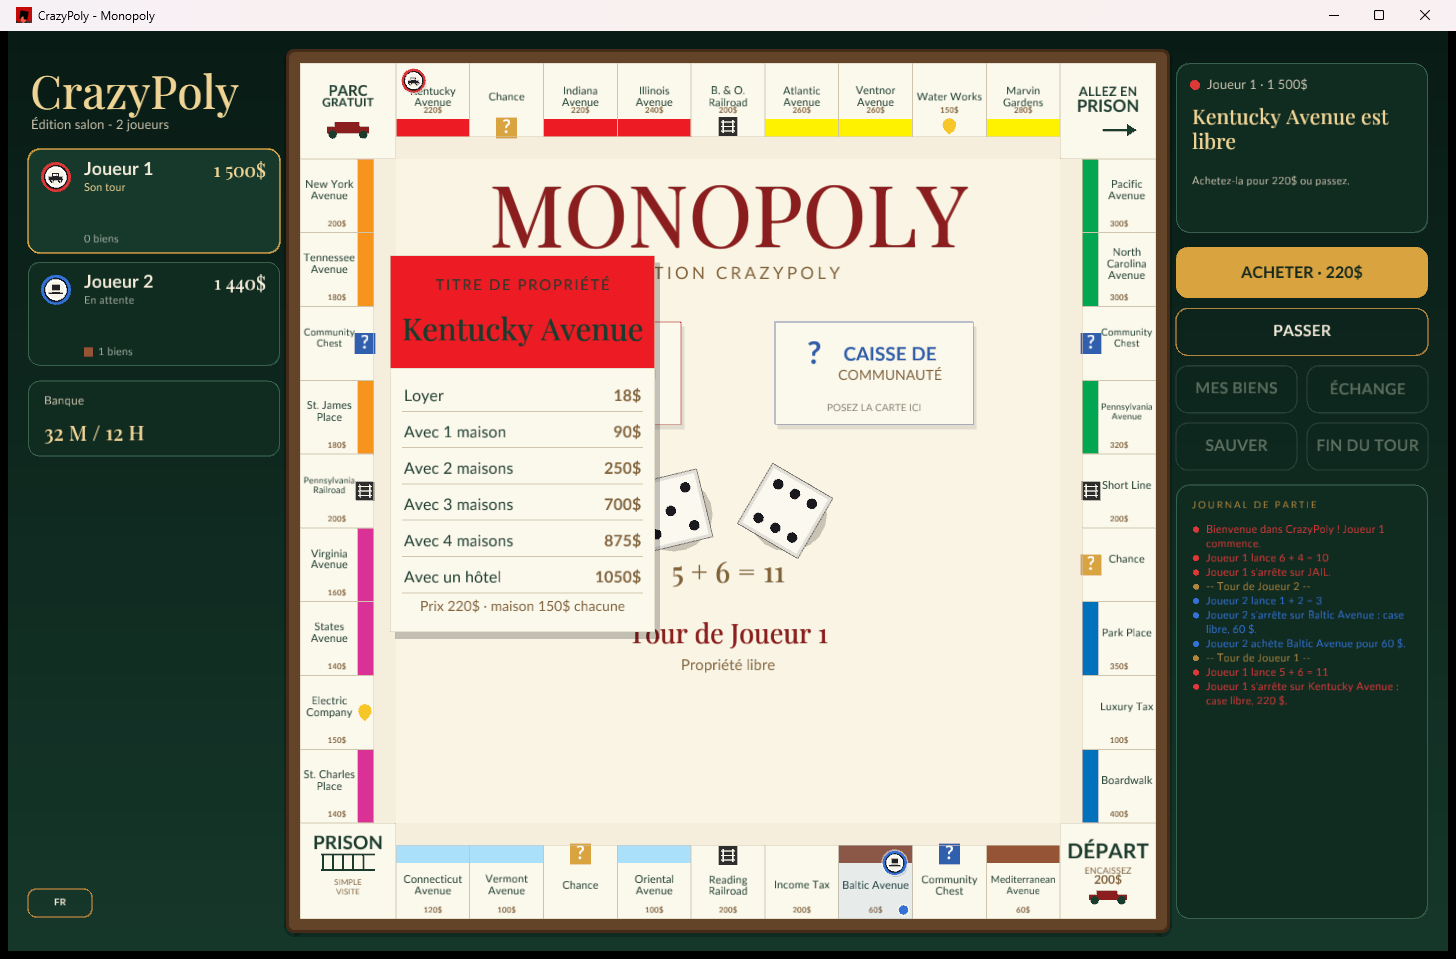 CrazyPoly - Monopoly
CrazyPoly
Édition salon - 2 joueurs
Joueur 1
1 500$
Son tour
0 biens
Joueur 2
1 440$
En attente
1 biens
Banque
32 M / 12 H
FR
PARC
GRATUIT
Kentucky
Avenue
220$
Chance
?
Indiana
Avenue
220$
Illinois
Avenue
240$
B. & O.
Railroad
200$
Atlantic
Avenue
260$
Ventnor
Avenue
260$
Water Works
150$
Marvin
Gardens
280$
ALLEZ EN
PRISON
New York
Avenue
200$
Tennessee
Avenue
180$
Community
Chest
?
St. James
Place
180$
Pennsylvania
Railroad
200$
Virginia
Avenue
160$
States
Avenue
140$
Electric
Company
150$
St. Charles
Place
140$
MONOPOLY
TION CRAZYPOLY
TITRE DE PROPRIÉTÉ
Kentucky Avenue
Loyer 18$
Avec 1 maison 90$
Avec 2 maisons 250$
Avec 3 maisons 700$
Avec 4 maisons 875$
Avec un hôtel 1050$
Prix 220$ · maison 150$ chacune
? CAISSE DE
COMMUNAUTÉ
POSEZ LA CARTE ICI
5 + 6 = 11
Tour de Joueur 1
Propriété libre
Pacific
Avenue
300$
North
Carolina
Avenue
300$
?
Community
Chest
Pennsylvania
Avenue
320$
Short Line
200$
?
Chance
Park Place
350$
Luxury Tax
100$
Boardwalk
400$
PRISON
SIMPLE
VISITE
Connecticut
Avenue
120$
Vermont
Avenue
100$
?
Chance
Oriental
Avenue
100$
Reading
Railroad
200$
Income Tax
200$
Baltic Avenue
60$
?
Community
Chest
Mediterranean
Avenue
60$
DÉPART
ENCAISSEZ
200$
Joueur 1 · 1 500$
Kentucky Avenue est
libre
Achetez-la pour 220$ ou passez.
ACHETER · 220$
PASSER
MES BIENS
ÉCHANGE
SAUVER
FIN DU TOUR
JOURNAL DE PARTIE
Bienvenue dans CrazyPoly ! Joueur 1
commence.
Joueur 1 lance 6 + 4 = 10
Joueur 1 s'arrête sur JAIL.
-- Tour de Joueur 2 --
Joueur 2 lance 1 + 2 = 3
Joueur 2 s'arrête sur Baltic Avenue : case
libre, 60 $.
Joueur 2 achète Baltic Avenue pour 60 $.
-- Tour de Joueur 1 --
Joueur 1 lance 5 + 6 = 11
Joueur 1 s'arrête sur Kentucky Avenue :
case libre, 220 $.